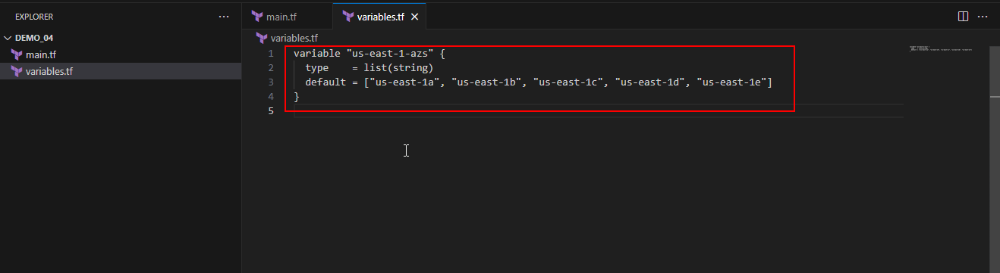 EXPLORER ...
DEMO_04
main.tf
variables.tf
main.tf
variables.tf
variables.tf
1 variable "us-east-1-azs" {
2   type    = list(string)
3   default = ["us-east-1a", "us-east-1b", "us-east-1c", "us-east-1d", "us-east-1e"]
4 }
5